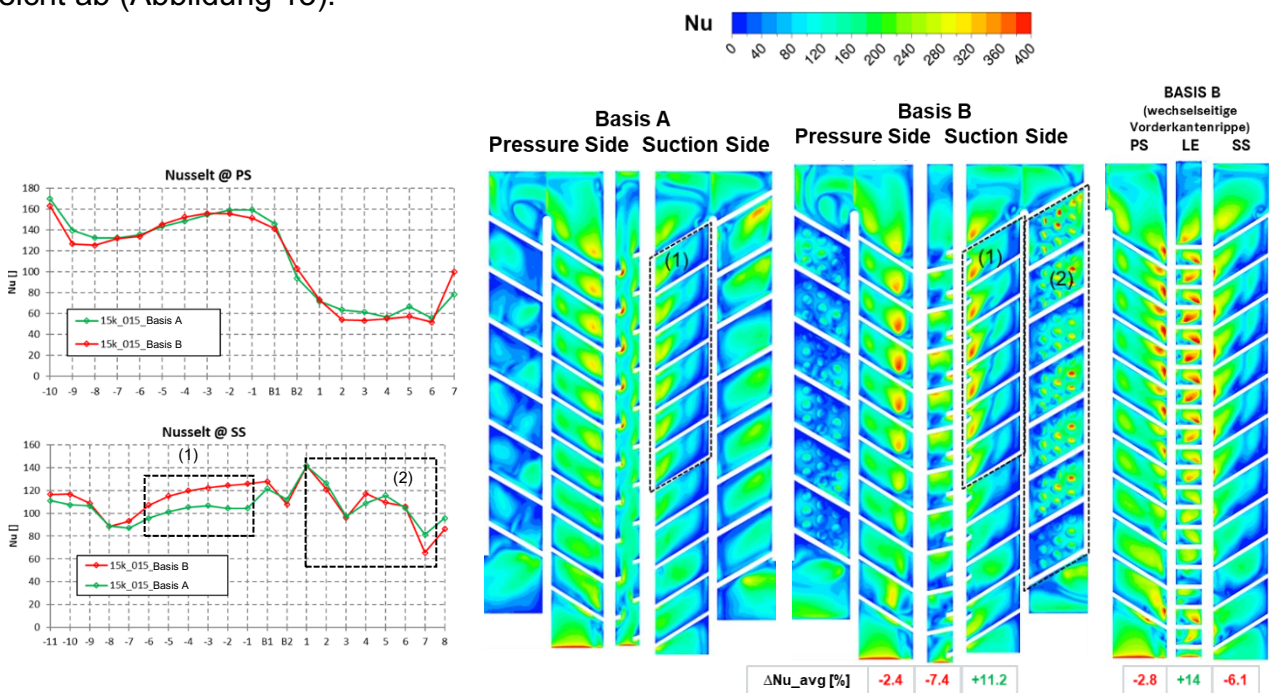 eicht ab (Abbildung 15).
Nu
0 40 80 120 160 200 240 280 320 360 400
Nusselt @ PS
Nu []
180
160
140
120
100
80
60
40
20
0
15k_015_Basis A
15k_015_Basis B
-10 -9 -8 -7 -6 -5 -4 -3 -2 -1 B1 B2 1 2 3 4 5 6 7
Nusselt @ SS
Nu []
160
140
120
100
80
60
40
20
0
(1)
(2)
15k_015_Basis B
15k_015_Basis A
-11 -10 -9 -8 -7 -6 -5 -4 -3 -2 -1 B1 B2 1 2 3 4 5 6 7 8
Basis A
Pressure Side Suction Side
(1)
Basis B
Pressure Side Suction Side
(1)
(2)
BASIS B
(wechselseitige
Vorderkantenrippe)
PS LE SS
ΔNu_avg [%] -2.4 -7.4 +11.2
-2.8 +14 -6.1